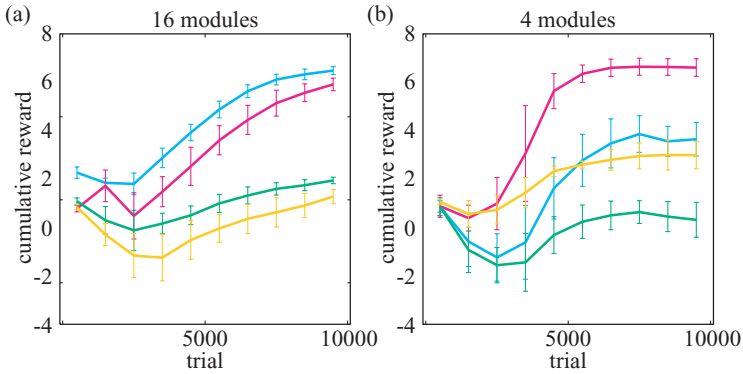 (a)
16 modules
cumulative reward
8
6
4
2
0
-2
-4
5000
10000
trial
(b)
4 modules
cumulative reward
8
6
4
2
0
-2
-4
5000
10000
trial